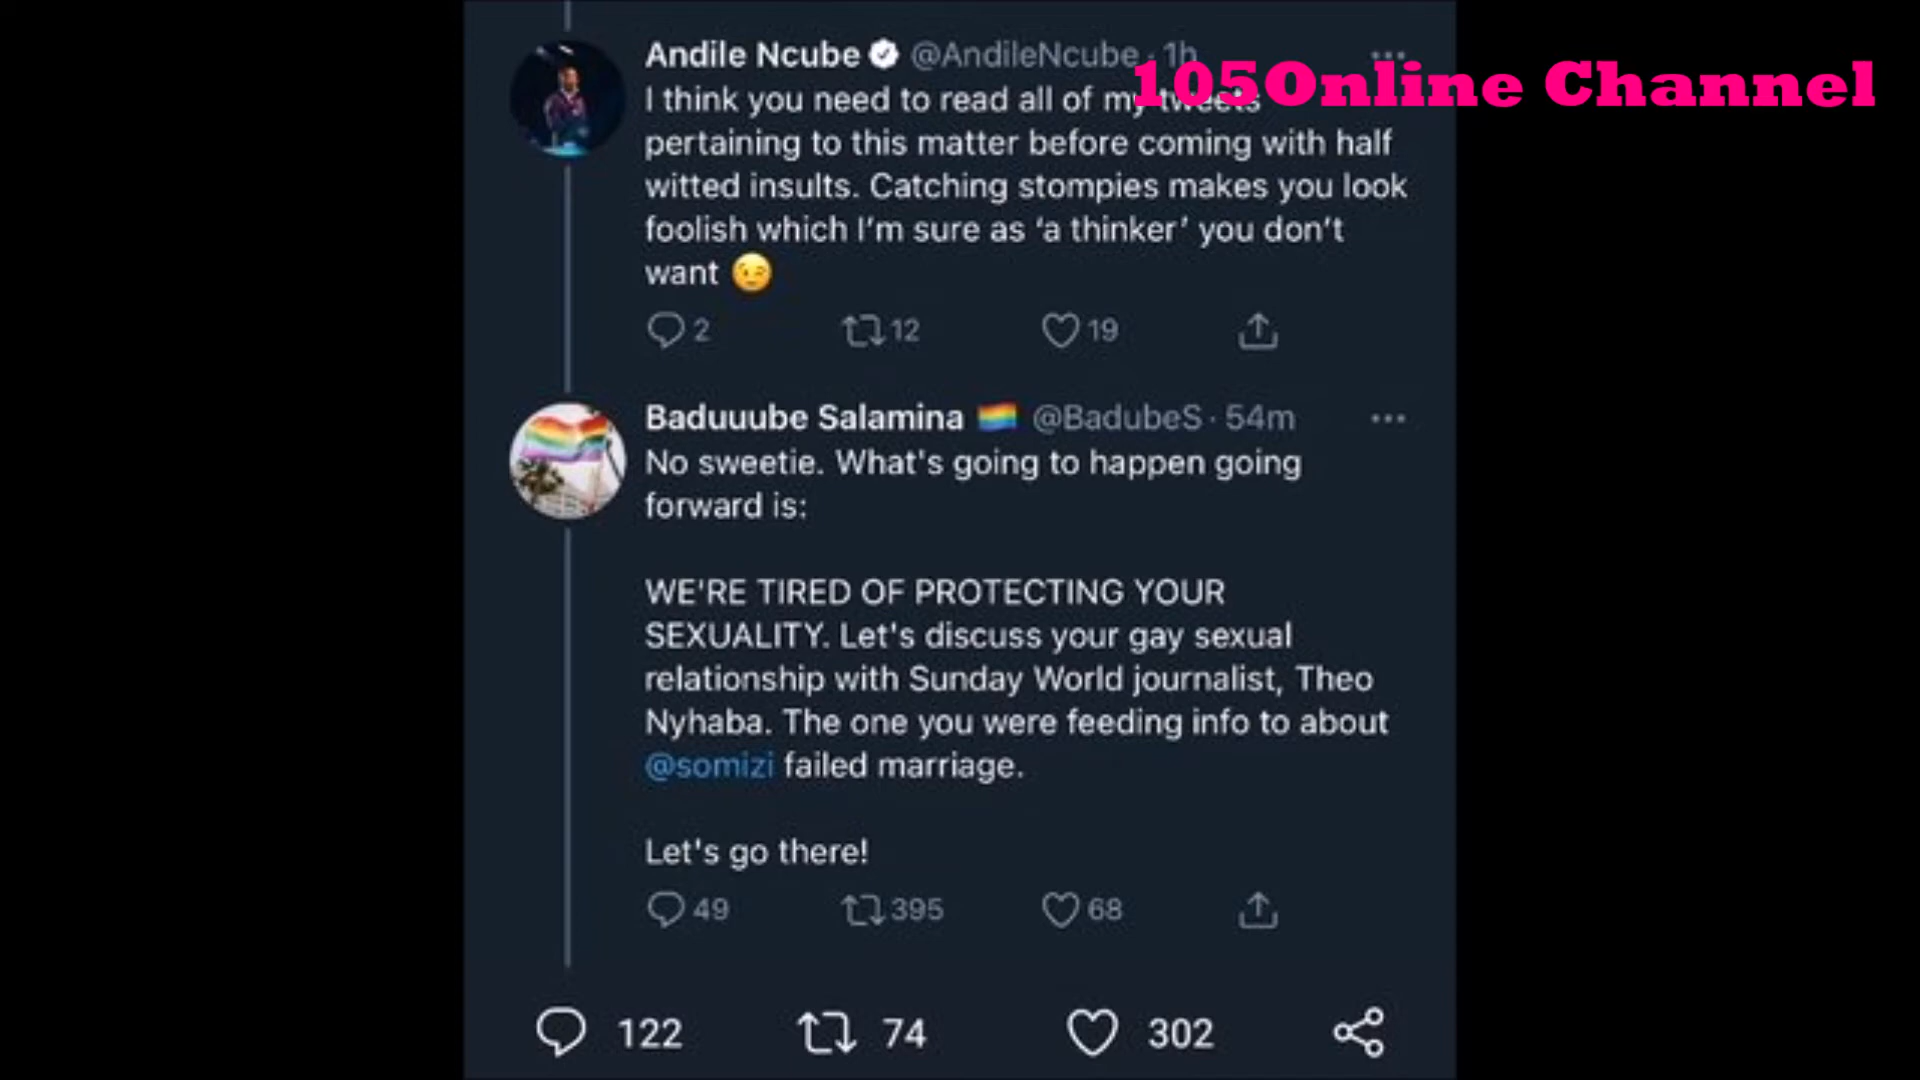 Andile Ncube @AndileNcube · 1h
105Online Channel
I think you need to read all of my tweets
pertaining to this matter before coming with half
witted insults. Catching stompies makes you look
foolish which I'm sure as ‘a thinker’ you don't
want 😉
2 12 19
Baduuube Salamina 🏳️‍🌈 @BadubeS · 54m
No sweetie. What's going to happen going
forward is:
WE'RE TIRED OF PROTECTING YOUR
SEXUALITY. Let's discuss your gay sexual
relationship with Sunday World journalist, Theo
Nyhaba. The one you were feeding info to about
@somizi failed marriage.
Let's go there!
49 395 68
122 74 302